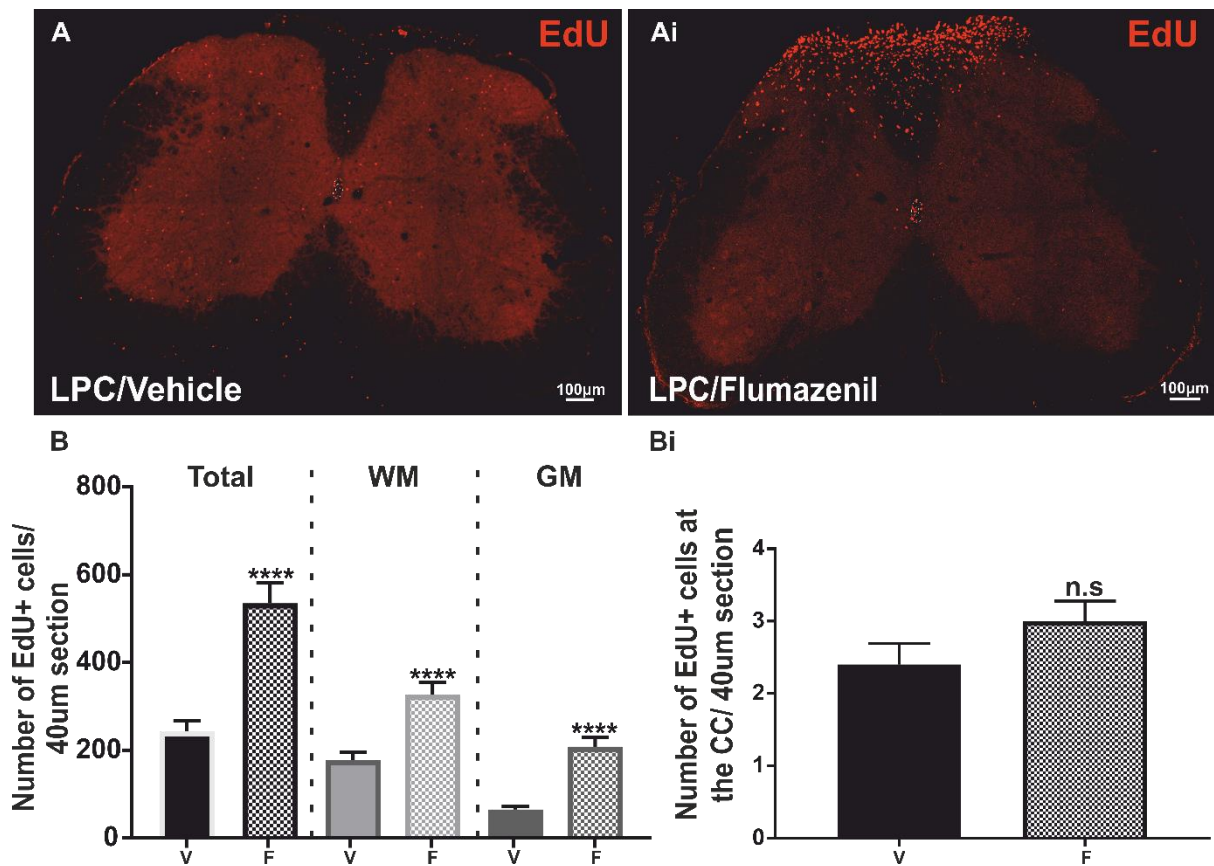 A
EdU
LPC/Vehicle
100µm
Ai
EdU
LPC/Flumazenil
100µm
B
Total
WM
GM
Number of EdU+ cells/
40um section
800
600
400
200
0
****
****
****
V
F
V
F
V
F
Bi
Number of EdU+ cells at
the CC/ 40um section
4
3
2
1
0
n.s
V
F